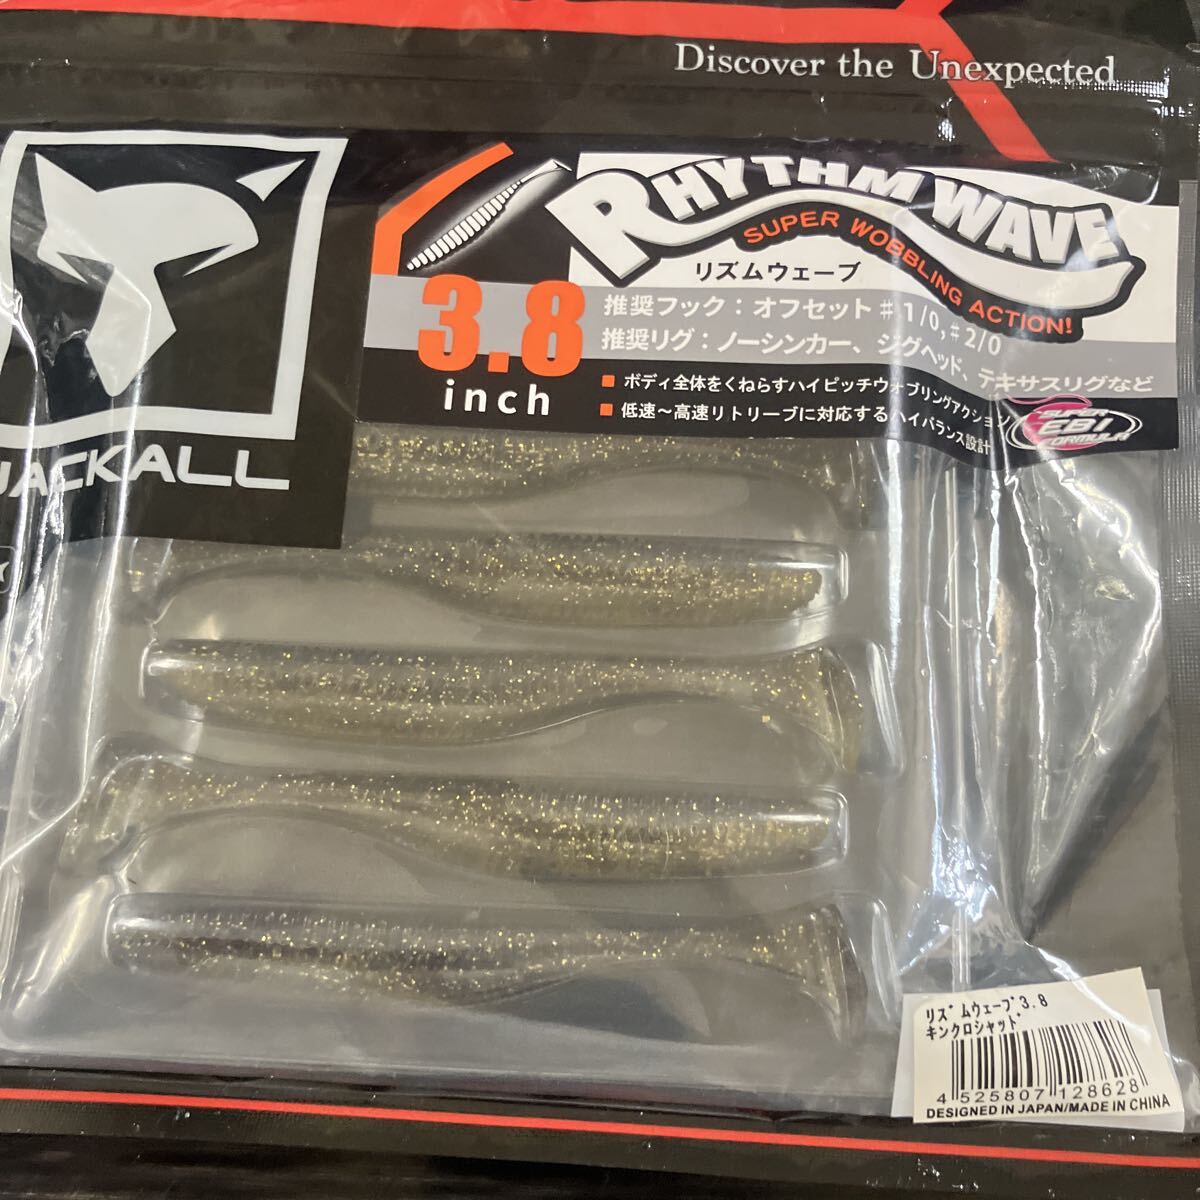 Discover the Unexpected
JACKALL
RHYTHM WAVE
SUPER WOBBLING ACTION!
リズムウェーブ
3.8
inch
推奨フック：オフセット♯1/0,♯2/0
推奨リグ：ノーシンカー、ジグヘッド、テキサスリグなど
■ ボディ全体をくねらすハイピッチウォブリングアクション
■ 低速～高速リトリーブに対応するハイバランス設計
SUPER
EBI
FORMULA
リズムウェーブ3.8
キンクロシャッド
4 525807 128628
DESIGNED IN JAPAN/MADE IN CHINA